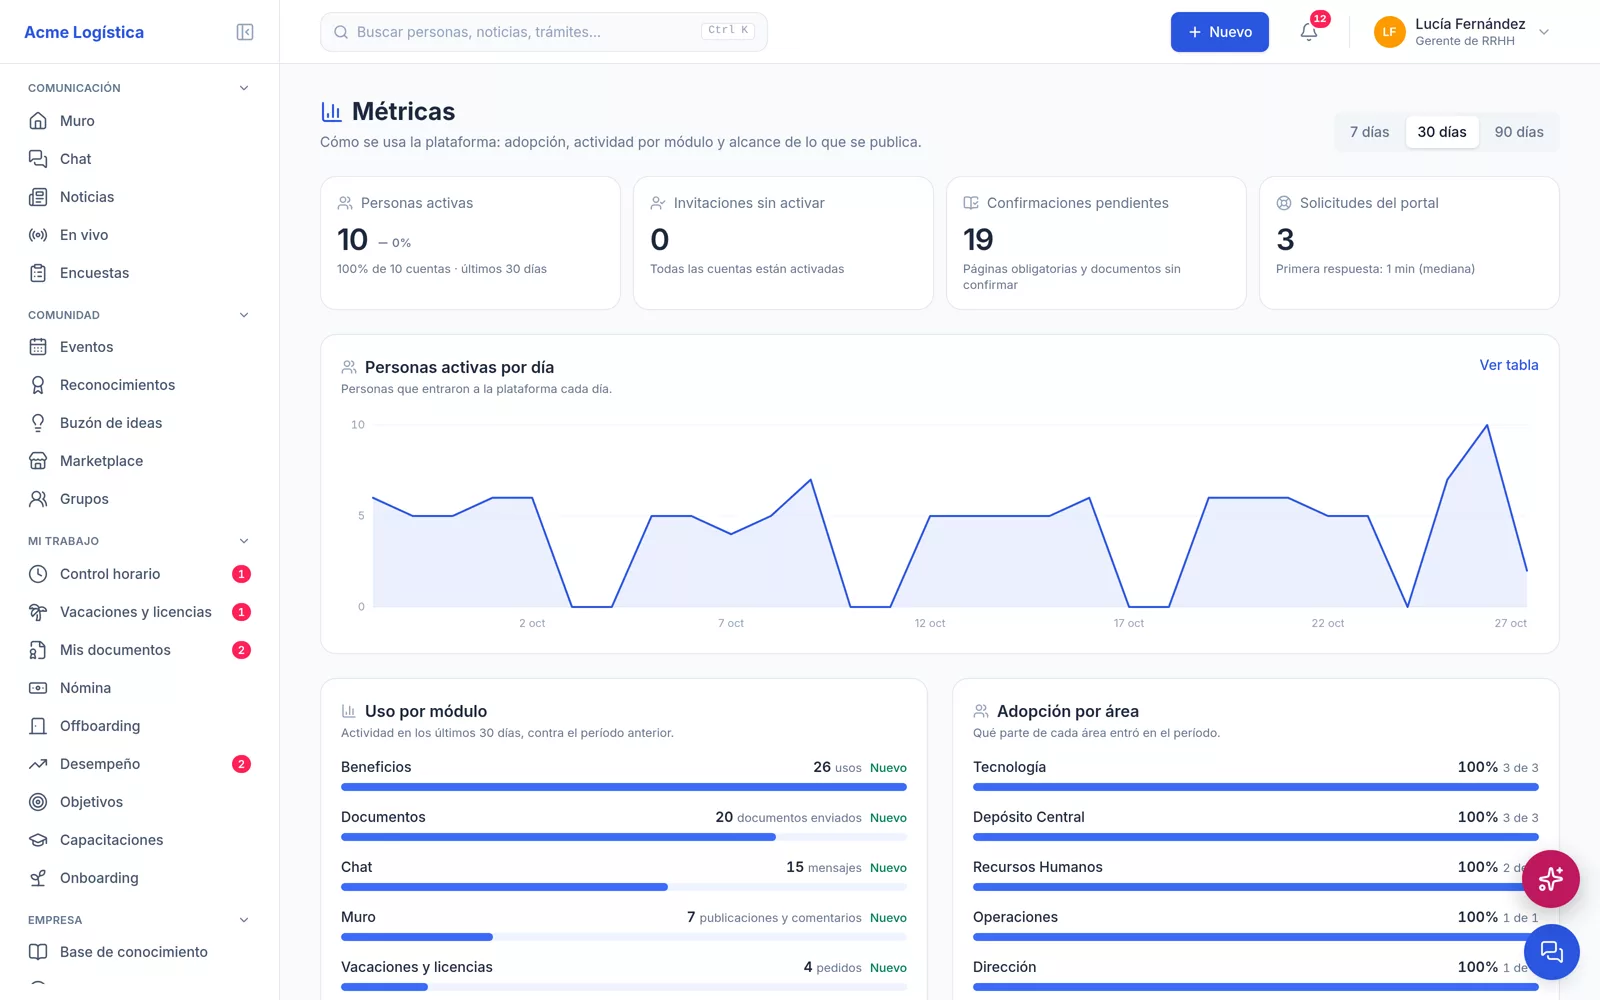 Acme Logística
Buscar personas, noticias, trámites...
Ctrl K
Nuevo
12
LF
Lucía Fernández
Gerente de RRHH
COMUNICACIÓN
Muro
Chat
Noticias
En vivo
Encuestas
COMUNIDAD
Eventos
Reconocimientos
Buzón de ideas
Marketplace
Grupos
MI TRABAJO
Control horario 1
Vacaciones y licencias 1
Mis documentos 2
Nómina
Offboarding
Desempeño 2
Objetivos
Capacitaciones
Onboarding
EMPRESA
Base de conocimiento
Métricas
Cómo se usa la plataforma: adopción, actividad por módulo y alcance de lo que se publica.
7 días 30 días 90 días
Personas activas
10 — 0%
100% de 10 cuentas · últimos 30 días
Invitaciones sin activar
0
Todas las cuentas están activadas
Confirmaciones pendientes
19
Páginas obligatorias y documentos sin
confirmar
Solicitudes del portal
3
Primera respuesta: 1 min (mediana)
Personas activas por día
Ver tabla
Personas que entraron a la plataforma cada día.
10
5
0
2 oct 7 oct 12 oct 17 oct 22 oct 27 oct
Uso por módulo
Actividad en los últimos 30 días, contra el período anterior.
Beneficios 26 usos Nuevo
Documentos 20 documentos enviados Nuevo
Chat 15 mensajes Nuevo
Muro 7 publicaciones y comentarios Nuevo
Vacaciones y licencias 4 pedidos Nuevo
Adopción por área
Qué parte de cada área entró en el período.
Tecnología 100% 3 de 3
Depósito Central 100% 3 de 3
Recursos Humanos 100% 2 de
Operaciones 100% 1 de 1
Dirección 100% 1 de